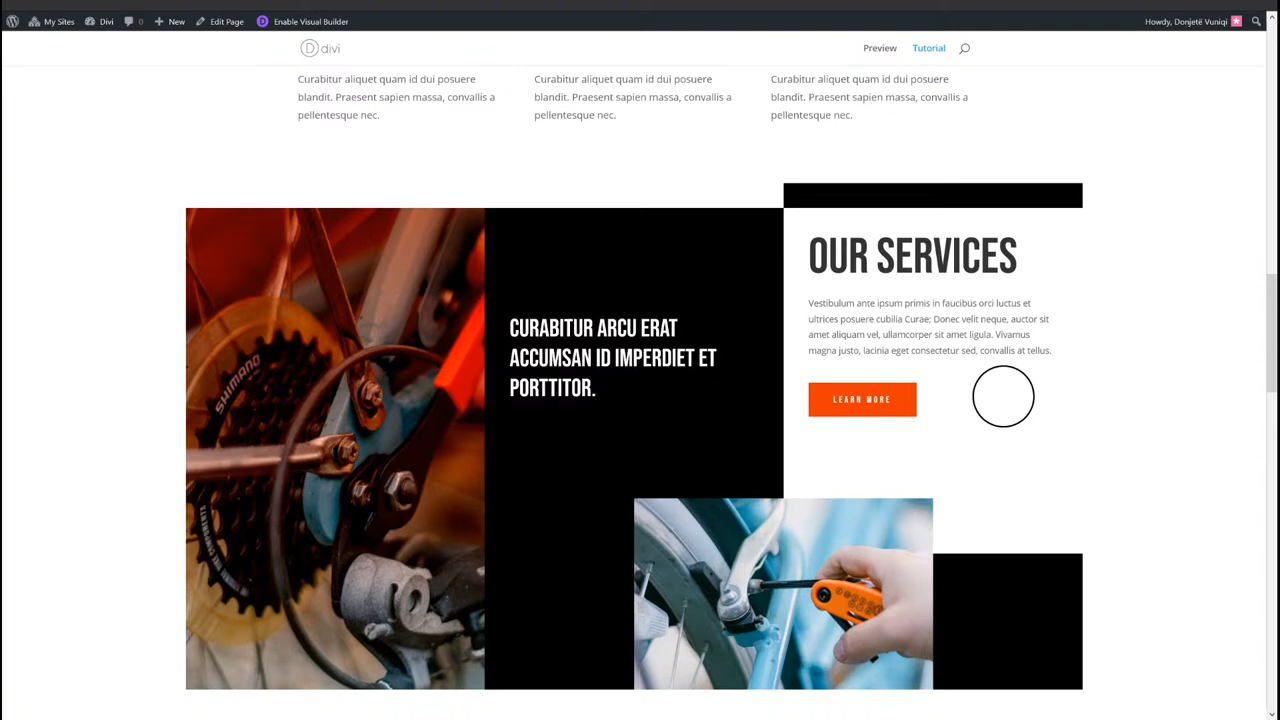 My Sites
Divi
0
New
Edit Page
D
Enable Visual Builder
Howdy, Donjetë Vuniqi
D divi
Preview
Tutorial
Curabitur aliquet quam id dui posuere
blandit. Praesent sapien massa, convallis a
pellentesque nec.
Curabitur aliquet quam id dui posuere
blandit. Praesent sapien massa, convallis a
pellentesque nec.
Curabitur aliquet quam id dui posuere
blandit. Praesent sapien massa, convallis a
pellentesque nec.
SHIMANO
CURABITUR ARCU ERAT
ACCUMSAN ID IMPERDIET ET
PORTTITOR.
OUR SERVICES
Vestibulum ante ipsum primis in faucibus orci luctus et
ultrices posuere cubilia Curae; Donec velit neque, auctor sit
amet aliquam vel, ullamcorper sit amet ligula. Vivamus
magna justo, lacinia eget consectetur sed, convallis at tellus.
LEARN MORE